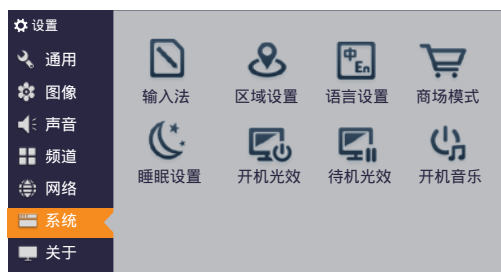 设置
通用
图像
声音
频道
网络
系统
关于
输入法 区域设置 语言设置 商场模式
中 En
睡眠设置 开机光效 待机光效 开机音乐